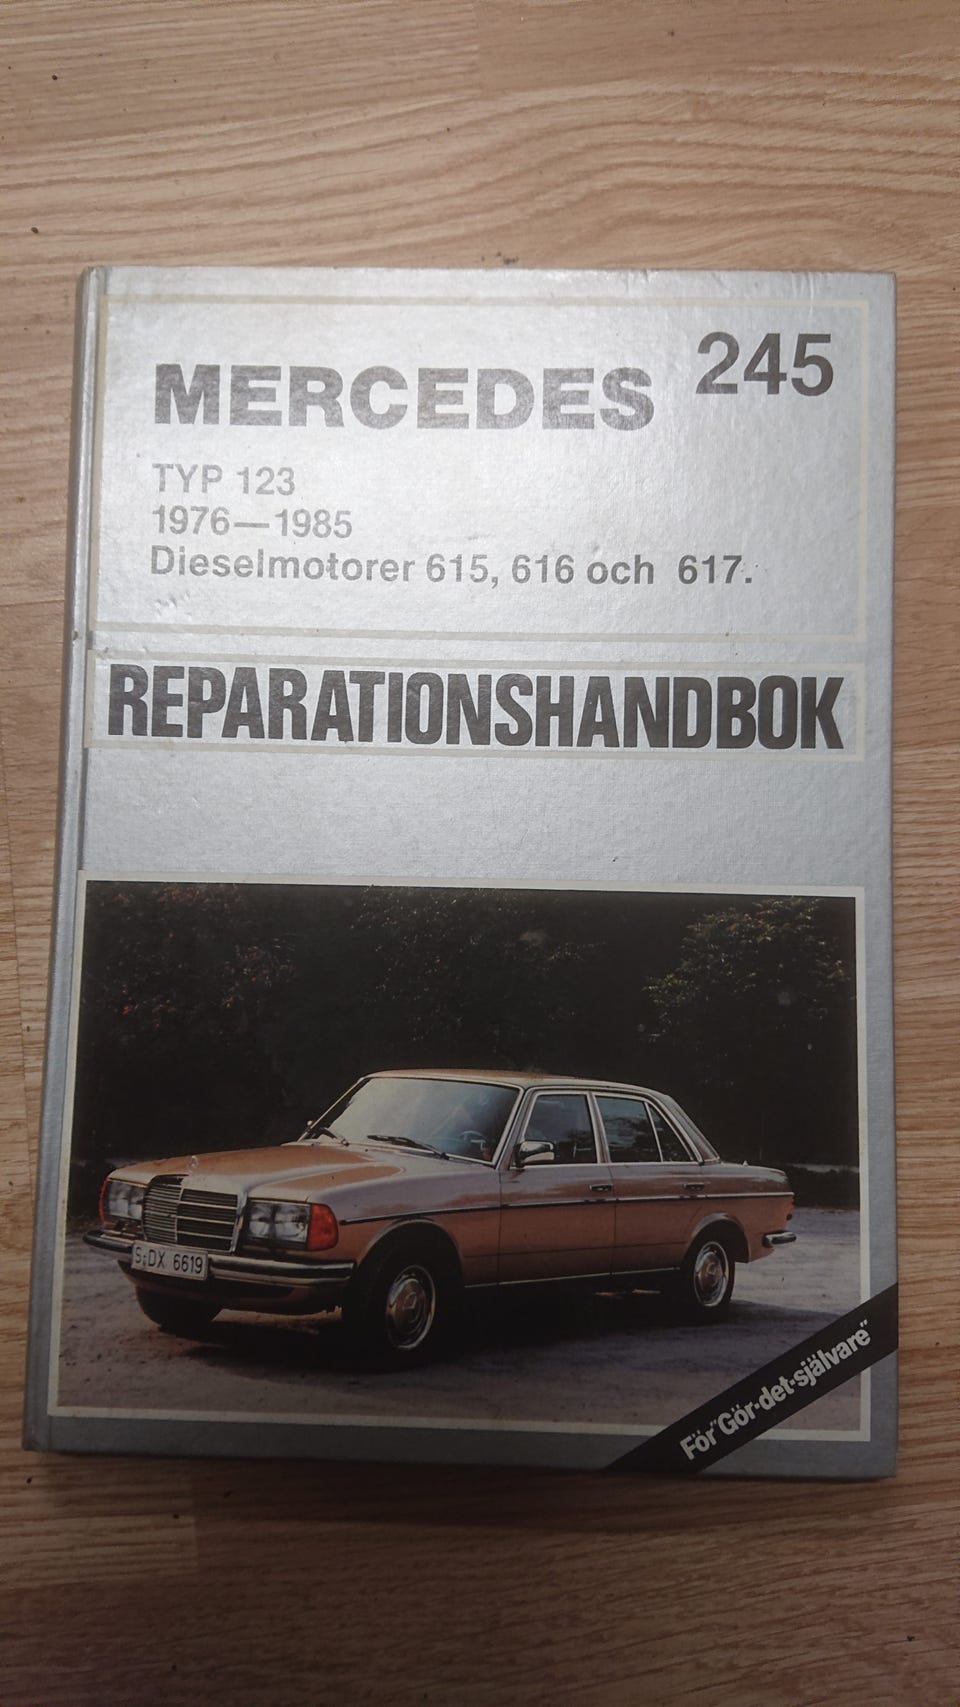 245
MERCEDES
TYP 123
1976—1985
Dieselmotorer 615, 616 och 617.
REPARATIONSHANDBOK
S-DX 6619
För "Gör-det-självare"